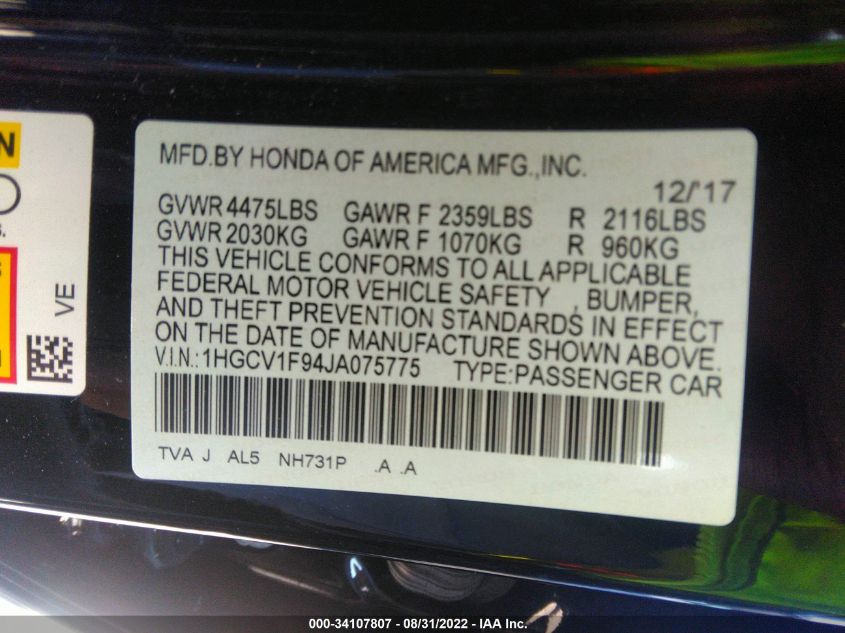 N
S.
S
VE
MFD.BY HONDA OF AMERICA MFG.,INC.
12/'17
GVWR 4475LBS GAWR F 2359LBS R 2116LBS
GVWR 2030KG GAWR F 1070KG R 960KG
THIS VEHICLE CONFORMS TO ALL APPLICABLE
FEDERAL MOTOR VEHICLE SAFETY , BUMPER,
AND THEFT PREVENTION STANDARDS IN EFFECT
ON THE DATE OF MANUFACTURE SHOWN ABOVE.
V.I.N.:1HGCV1F94JA075775 TYPE:PASSENGER CAR
TVA J AL5 NH731P .A .A
000-34107807 - 08/31/2022 - IAA Inc.